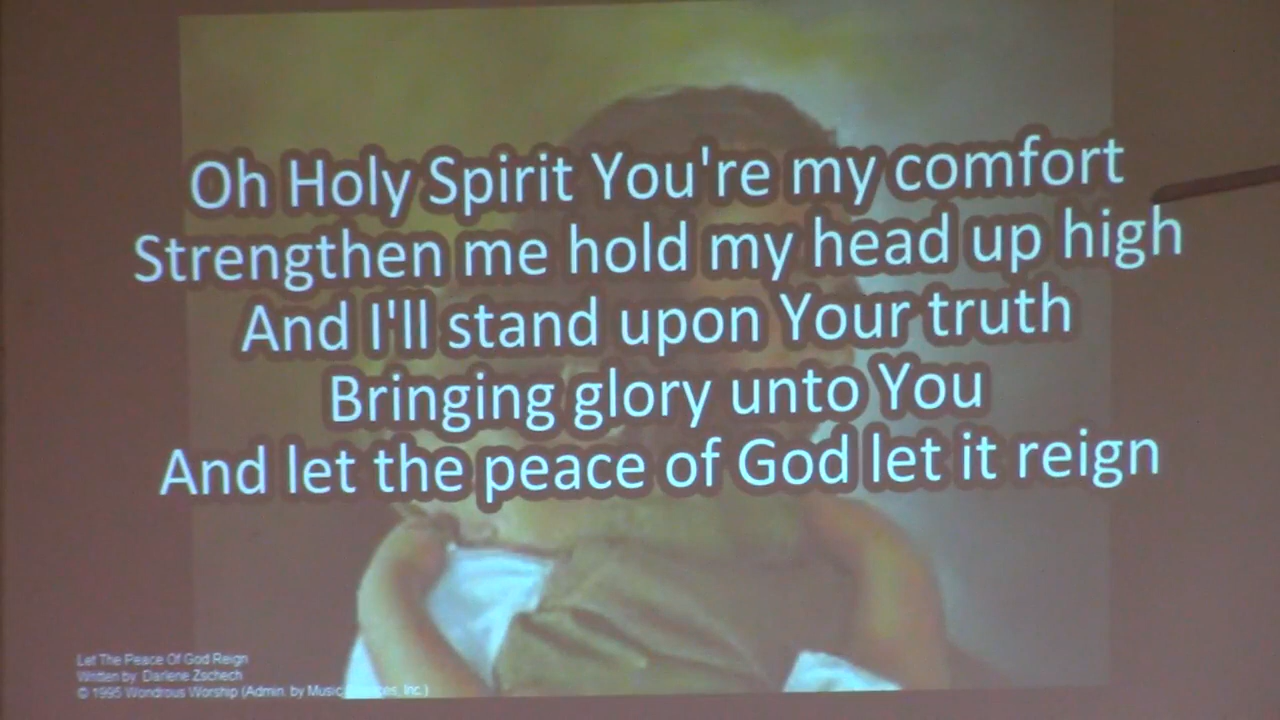 Oh Holy Spirit You're my comfort
Strengthen me hold my head up high
And I'll stand upon Your truth
Bringing glory unto You
And let the peace of God let it reign
Let The Peace Of God Reign
Written by: Darlene Zschech
© 1995 Wondrous Worship (Admin. by Music Inc.)